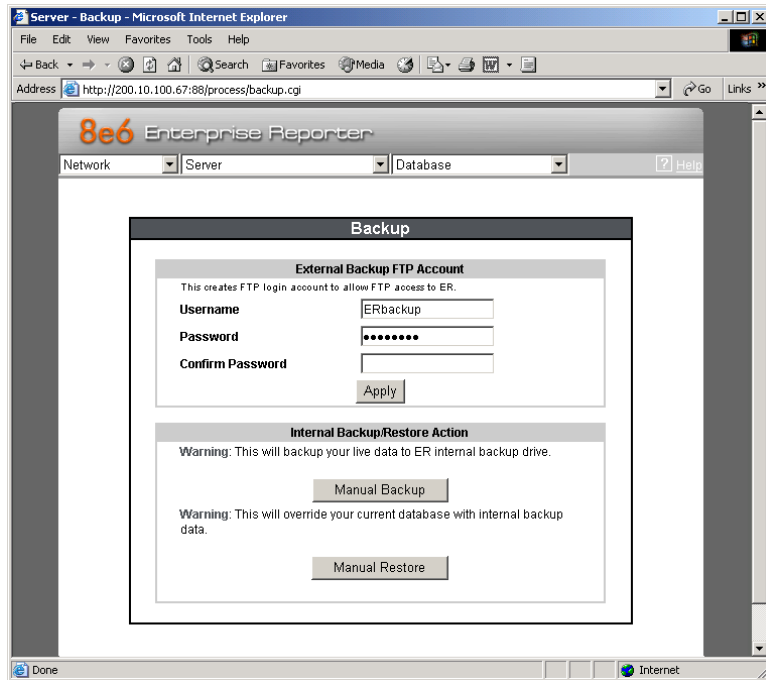 Server - Backup - Microsoft Internet Explorer
File Edit View Favorites Tools Help
Back Search Favorites Media
Address http://200.10.100.67:88/process/backup.cgi Go Links »
8e6 Enterprise Reporter
Network Server Database ? Help
Backup
External Backup FTP Account
This creates FTP login account to allow FTP access to ER.
Username ERbackup
Password ••••••••
Confirm Password
Apply
Internal Backup/Restore Action
Warning: This will backup your live data to ER internal backup drive.
Manual Backup
Warning: This will override your current database with internal backup
data.
Manual Restore
Done Internet